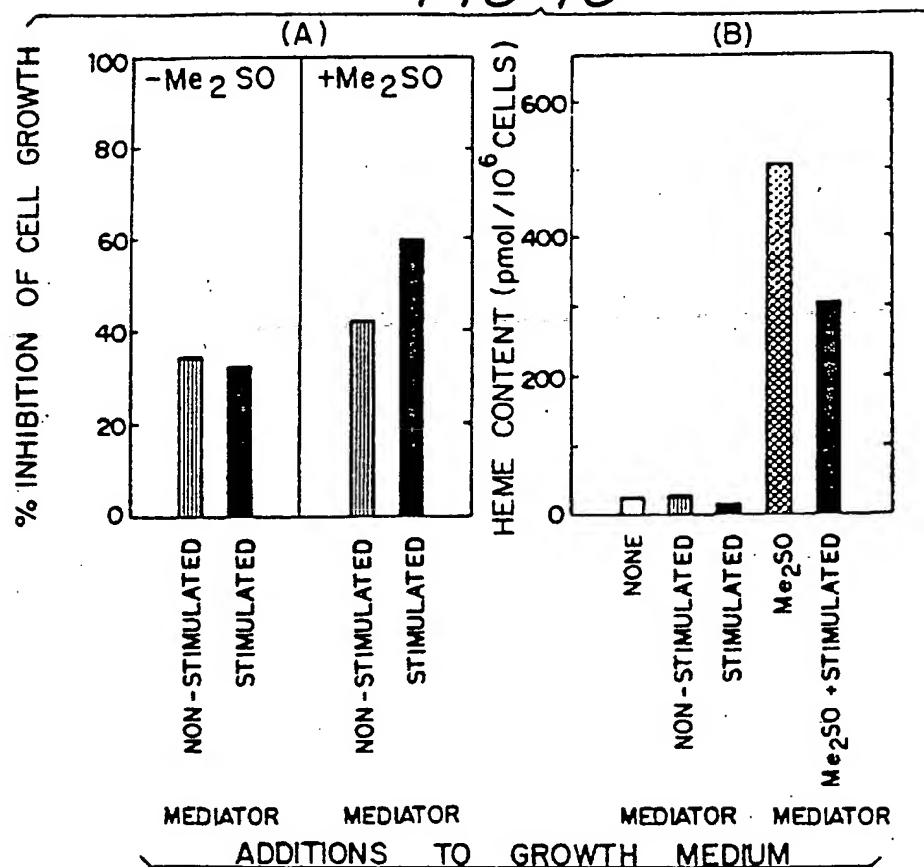 (A)
(B)
% INHIBITION OF CELL GROWTH
100
80
60
40
20
0
-Me2SO
+Me2SO
NON-STIMULATED
STIMULATED
NON-STIMULATED
STIMULATED
MEDIATOR
MEDIATOR
HEME CONTENT (pmol/10^6 CELLS)
600
400
200
0
NONE
NON-STIMULATED
STIMULATED
Me2SO
Me2SO +STIMULATED
MEDIATOR
MEDIATOR
ADDITIONS TO GROWTH MEDIUM